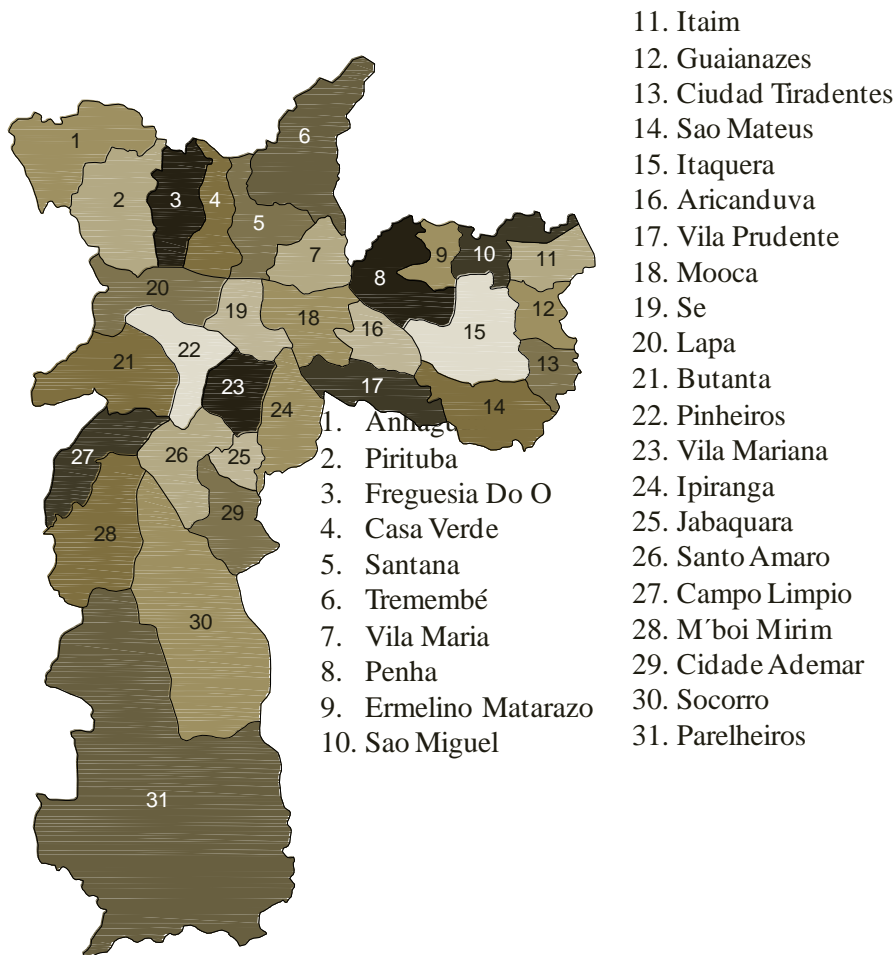 1
2
3
4
5
6
7
8
9
10
11
12
13
14
15
16
17
18
19
20
21
22
23
24
25
26
27
28
29
30
31
1.
2. Pirituba
3. Freguesia Do O
4. Casa Verde
5. Santana
6. Tremembé
7. Vila Maria
8. Penha
9. Ermelino Matarazo
10. Sao Miguel
11. Itaim
12. Guaianazes
13. Ciudad Tiradentes
14. Sao Mateus
15. Itaquera
16. Aricanduva
17. Vila Prudente
18. Mooca
19. Se
20. Lapa
21. Butanta
22. Pinheiros
23. Vila Mariana
24. Ipiranga
25. Jabaquara
26. Santo Amaro
27. Campo Limpio
28. M´boi Mirim
29. Cidade Ademar
30. Socorro
31. Parelheiros